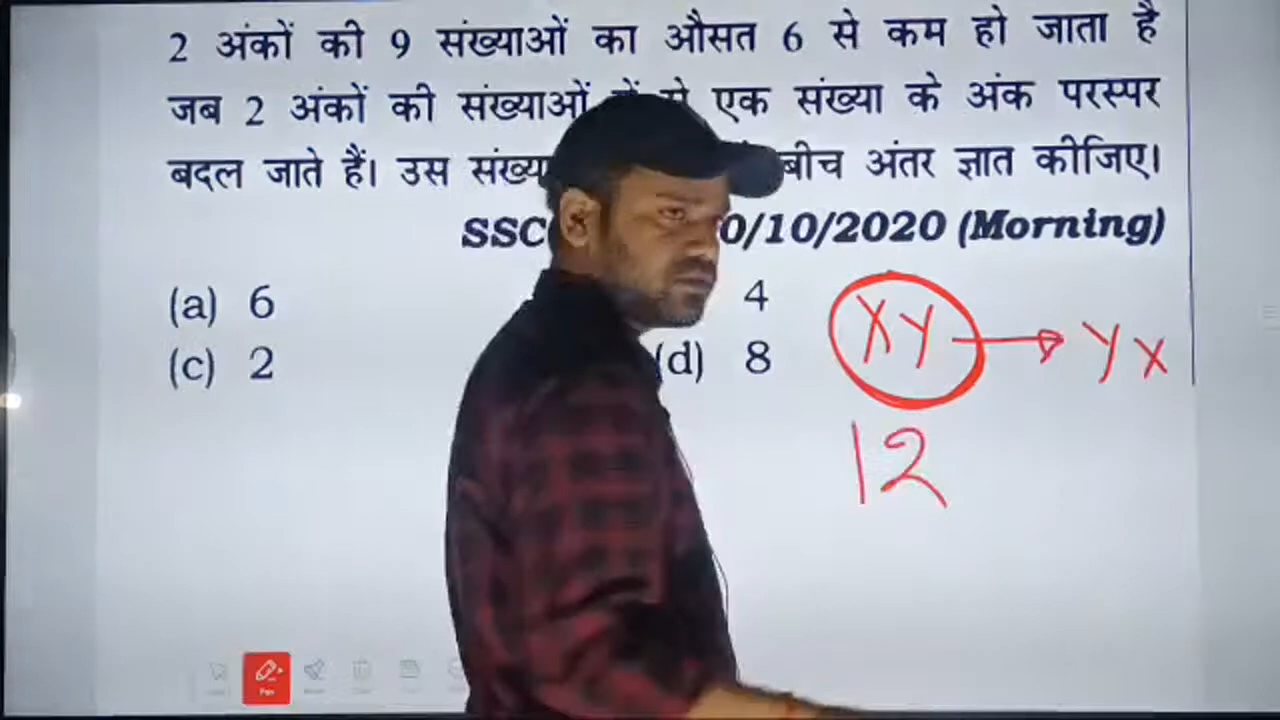 2 अंकों की 9 संख्याओं का औसत 6 से कम हो जाता है
जब 2 अंकों की संख्याओं में से एक संख्या के अंक परस्पर
बदल जाते हैं। उस बीच अंतर ज्ञात कीजिए।
SSC 0/10/2020 (Morning)
(a) 6
4
(c) 2
(d) 8
XY → YX
12
Pen